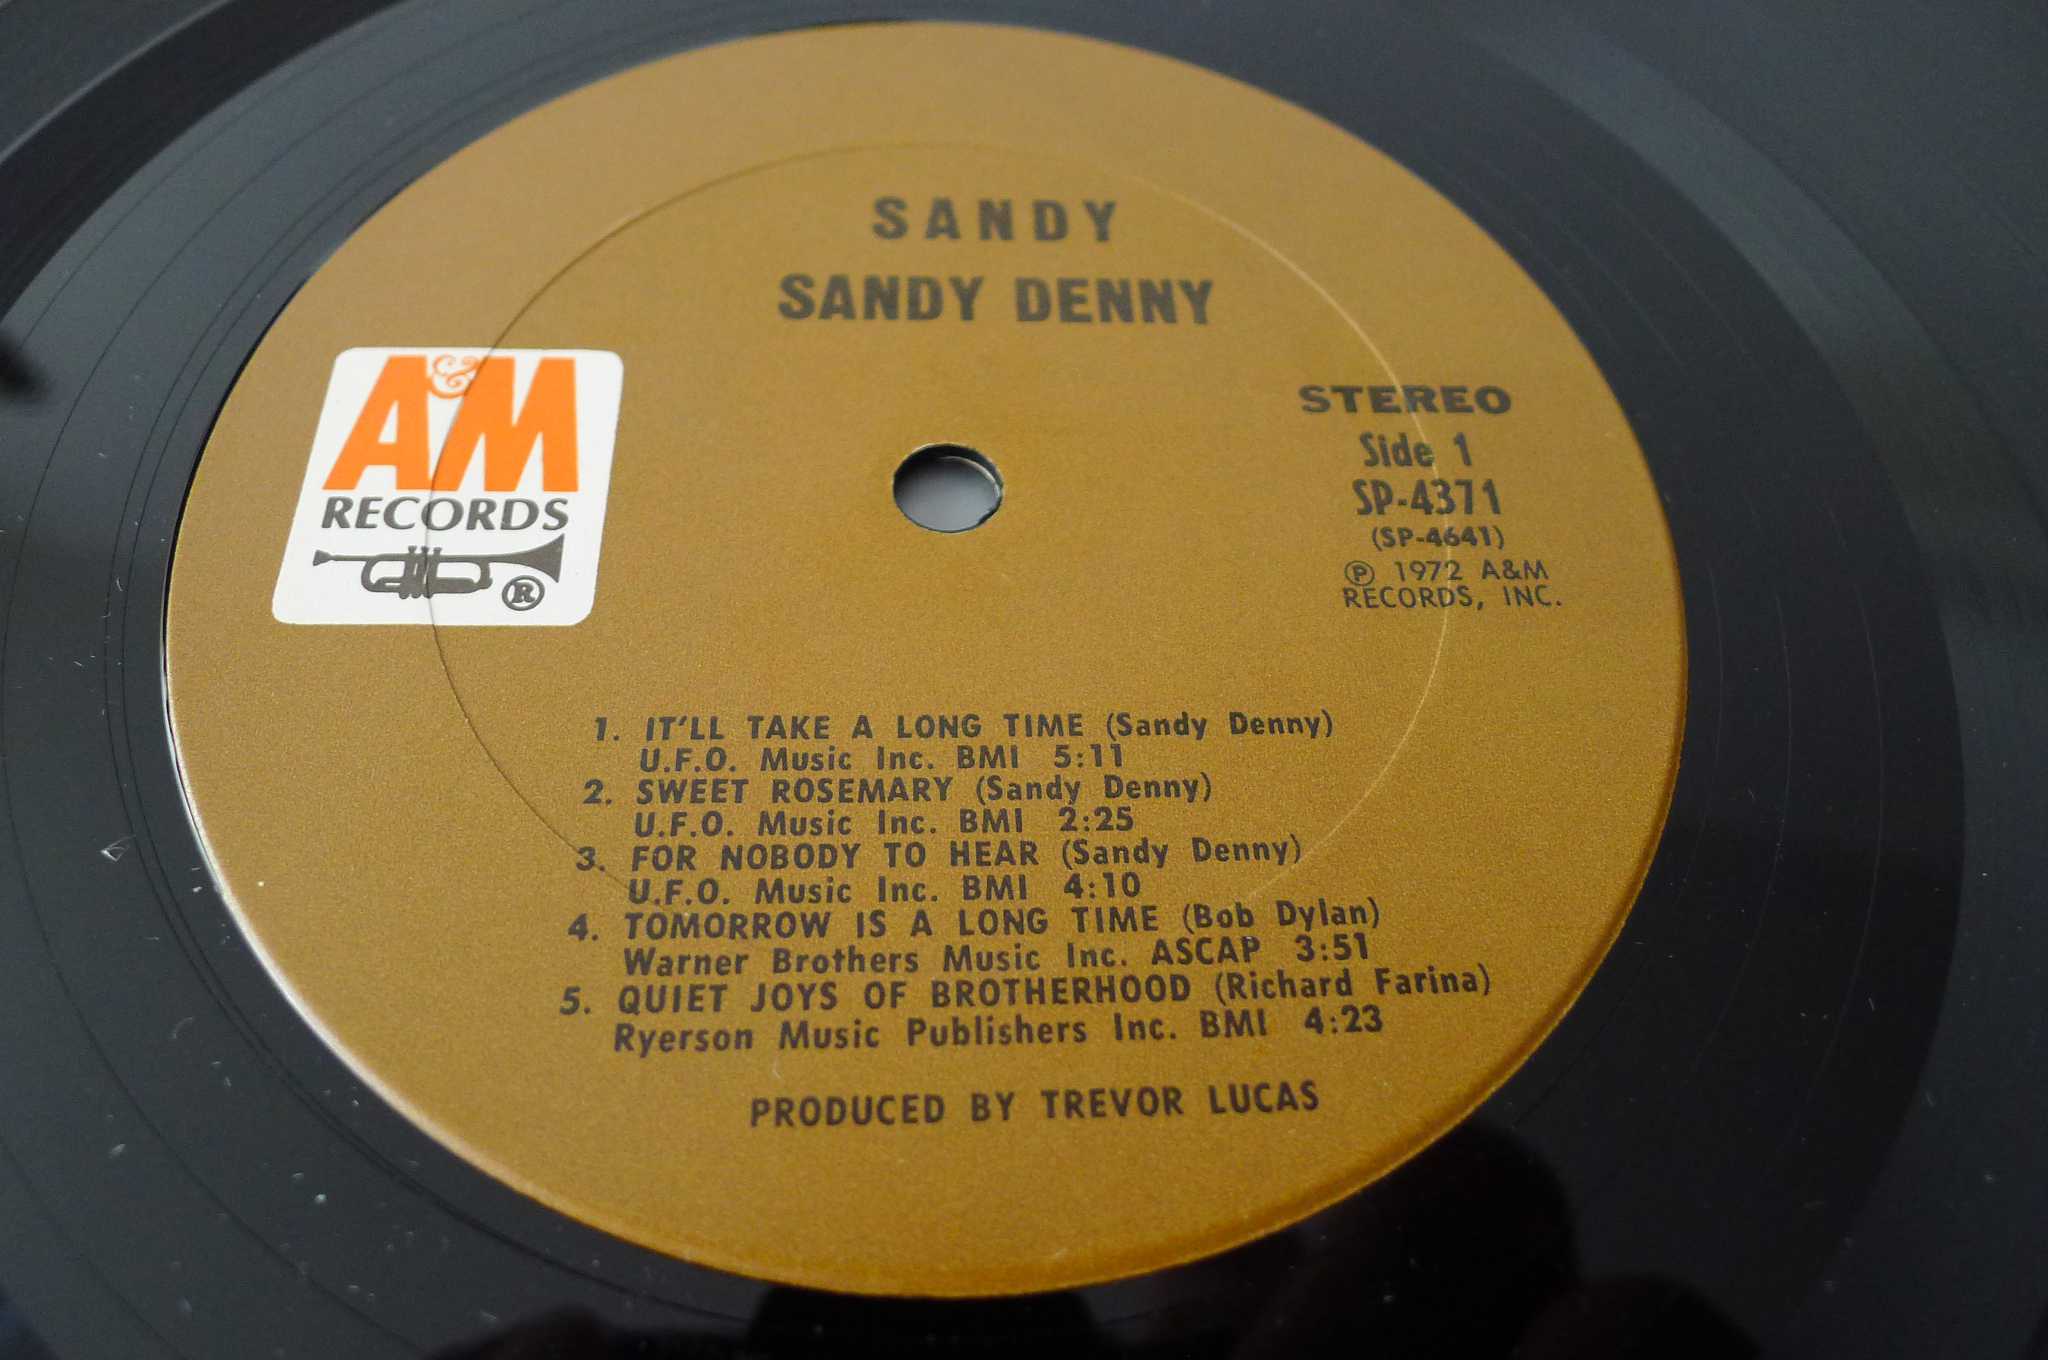 SANDY
SANDY DENNY
A&M
RECORDS
®
STEREO
Side 1
SP-4371
(SP-4641)
℗ 1972 A&M
RECORDS, INC.
1. IT'LL TAKE A LONG TIME (Sandy Denny)
U.F.O. Music Inc. BMI 5:11
2. SWEET ROSEMARY (Sandy Denny)
U.F.O. Music Inc. BMI 2:25
3. FOR NOBODY TO HEAR (Sandy Denny)
U.F.O. Music Inc. BMI 4:10
4. TOMORROW IS A LONG TIME (Bob Dylan)
Warner Brothers Music Inc. ASCAP 3:51
5. QUIET JOYS OF BROTHERHOOD (Richard Farina)
Ryerson Music Publishers Inc. BMI 4:23
PRODUCED BY TREVOR LUCAS